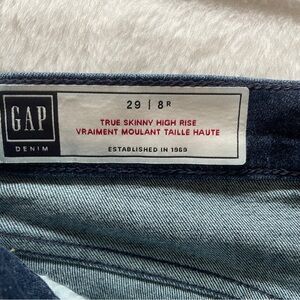 GAP
DENIM
29 | 8R
TRUE SKINNY HIGH RISE
VRAIMENT MOULANT TAILLE HAUTE
ESTABLISHED IN 1969